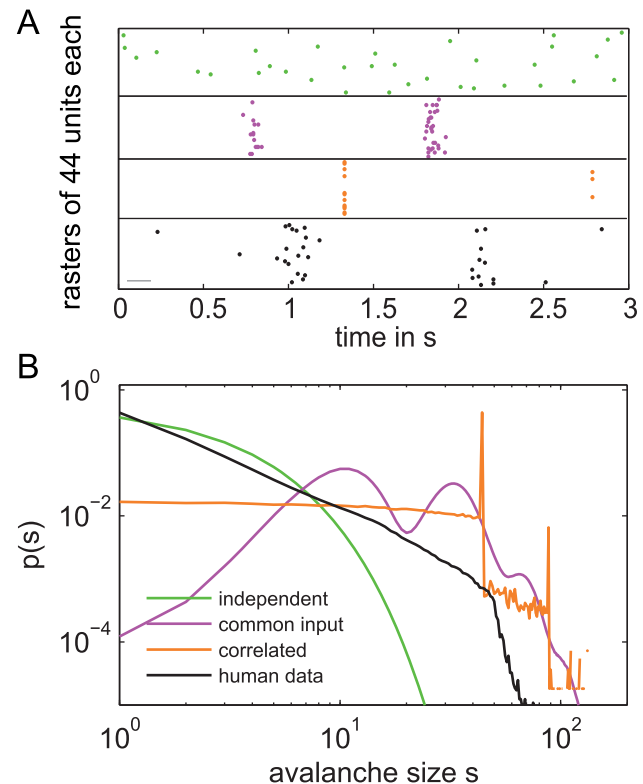 A
rasters of 44 units each
0 0.5 1 1.5 2 2.5 3
time in s
B
10^0
10^-2
10^-4
p(s)
independent
common input
correlated
human data
10^0 10^1 10^2
avalanche size s